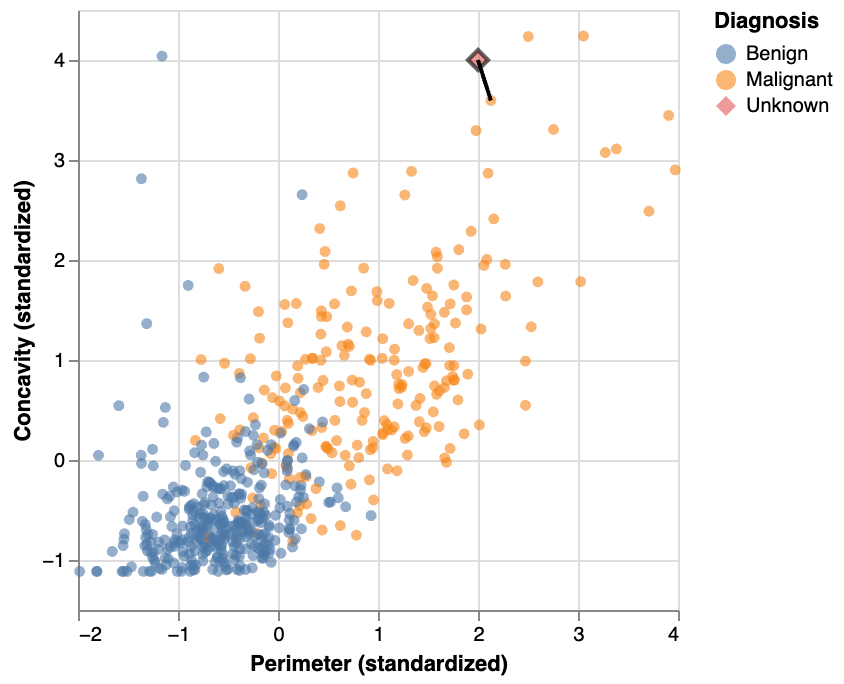 Diagnosis
Benign
Malignant
Unknown
4
3
2
1
0
−1
−2 −1 0 1 2 3 4
Concavity (standardized)
Perimeter (standardized)